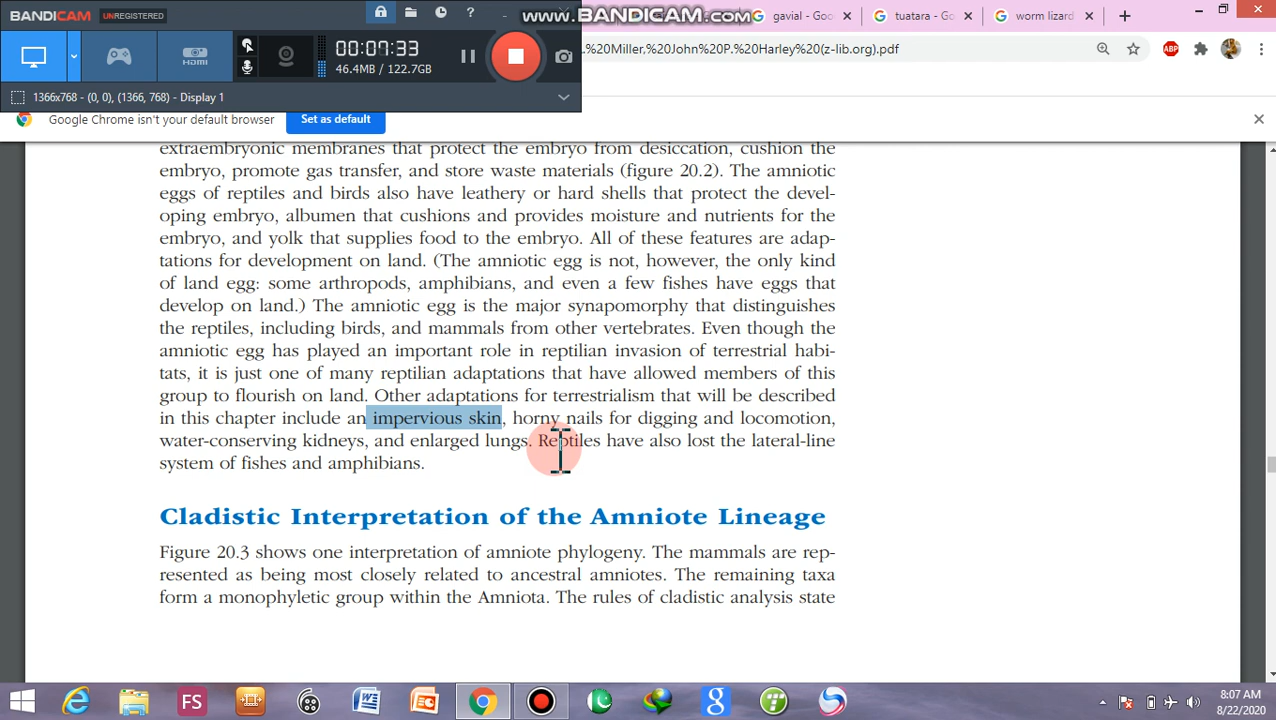 BANDICAM UNREGISTERED
?
www.BANDICAM.com
gavial - Goo
tuatara - Go
worm lizard
HDMI
00:07:33
46.4MB / 122.7GB
.%20Miller,%20John%20P.%20Harley(z-lib.org).pdf
ABP
1366x768 - (0, 0), (1366, 768) - Display 1
Google Chrome isn't your default browser
Set as default
extraembryonic membranes that protect the embryo from desiccation, cushion the
embryo, promote gas transfer, and store waste materials (figure 20.2). The amniotic
eggs of reptiles and birds also have leathery or hard shells that protect the devel-
oping embryo, albumen that cushions and provides moisture and nutrients for the
embryo, and yolk that supplies food to the embryo. All of these features are adap-
tations for development on land. (The amniotic egg is not, however, the only kind
of land egg: some arthropods, amphibians, and even a few fishes have eggs that
develop on land.) The amniotic egg is the major synapomorphy that distinguishes
the reptiles, including birds, and mammals from other vertebrates. Even though the
amniotic egg has played an important role in reptilian invasion of terrestrial habi-
tats, it is just one of many reptilian adaptations that have allowed members of this
group to flourish on land. Other adaptations for terrestrialism that will be described
in this chapter include an impervious skin, horny nails for digging and locomotion,
water-conserving kidneys, and enlarged lungs. Reptiles have also lost the lateral-line
system of fishes and amphibians.
Cladistic Interpretation of the Amniote Lineage
Figure 20.3 shows one interpretation of amniote phylogeny. The mammals are rep-
resented as being most closely related to ancestral amniotes. The remaining taxa
form a monophyletic group within the Amniota. The rules of cladistic analysis state
FS
8:07 AM
8/22/2020